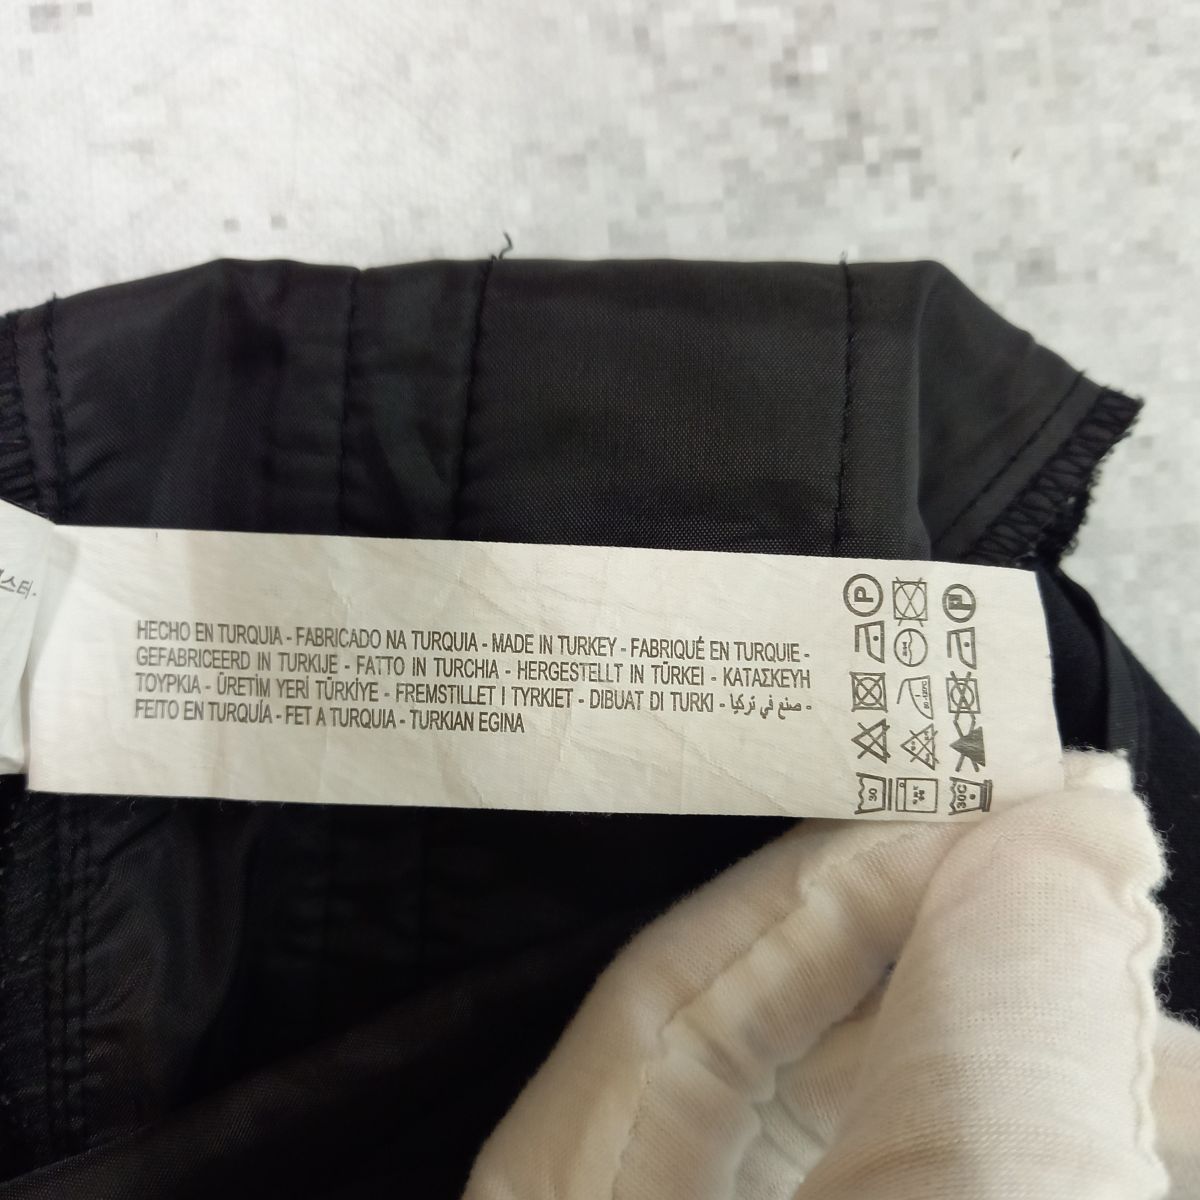 HECHO EN TURQUIA - FABRICADO NA TURQUIA - MADE IN TURKEY - FABRIQUÉ EN TURQUIE -
GEFABRICEERD IN TURKIJE - FATTO IN TURCHIA - HERGESTELLT IN TÜRKEI - ΚΑΤΑΣΚΕΥΗ
ΤΟΥΡΚΙΑ - ÜRETİM YERİ TÜRKİYE - FREMSTILLET I TYRKIET - DIBUAT DI TURKI - صنع في تركيا -
FEITO EN TURQUÍA - FET A TURQUIA - TURKIAN EGINA
P
P
30
30C